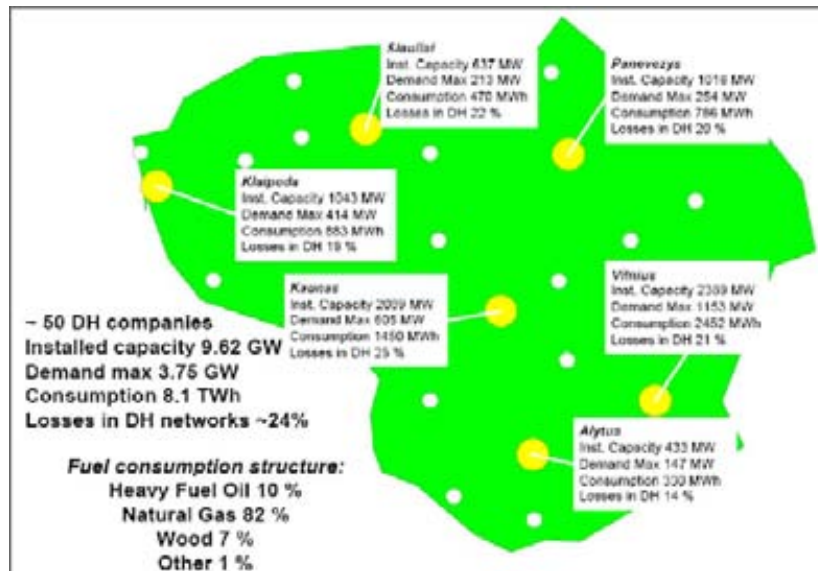 Siauliai
Inst. Capacity 637 MW
Demand Max 213 MW
Consumption 470 MWh
Losses in DH 22 %
Panevezys
Inst. Capacity 1016 MW
Demand Max 254 MW
Consumption 786 MWh
Losses in DH 20 %
Klaipeda
Inst. Capacity 1043 MW
Demand Max 414 MW
Consumption 883 MWh
Losses in DH 19 %
Kaunas
Inst. Capacity 2009 MW
Demand Max 605 MW
Consumption 1450 MWh
Losses in DH 25 %
Vilnius
Inst. Capacity 2389 MW
Demand Max 1153 MW
Consumption 2452 MWh
Losses in DH 21 %
~ 50 DH companies
Installed capacity 9.62 GW
Demand max 3.75 GW
Consumption 8.1 TWh
Losses in DH networks ~24%
Alytus
Inst. Capacity 433 MW
Demand Max 147 MW
Consumption 330 MWh
Losses in DH 14 %
Fuel consumption structure:
Heavy Fuel Oil 10 %
Natural Gas 82 %
Wood 7 %
Other 1 %